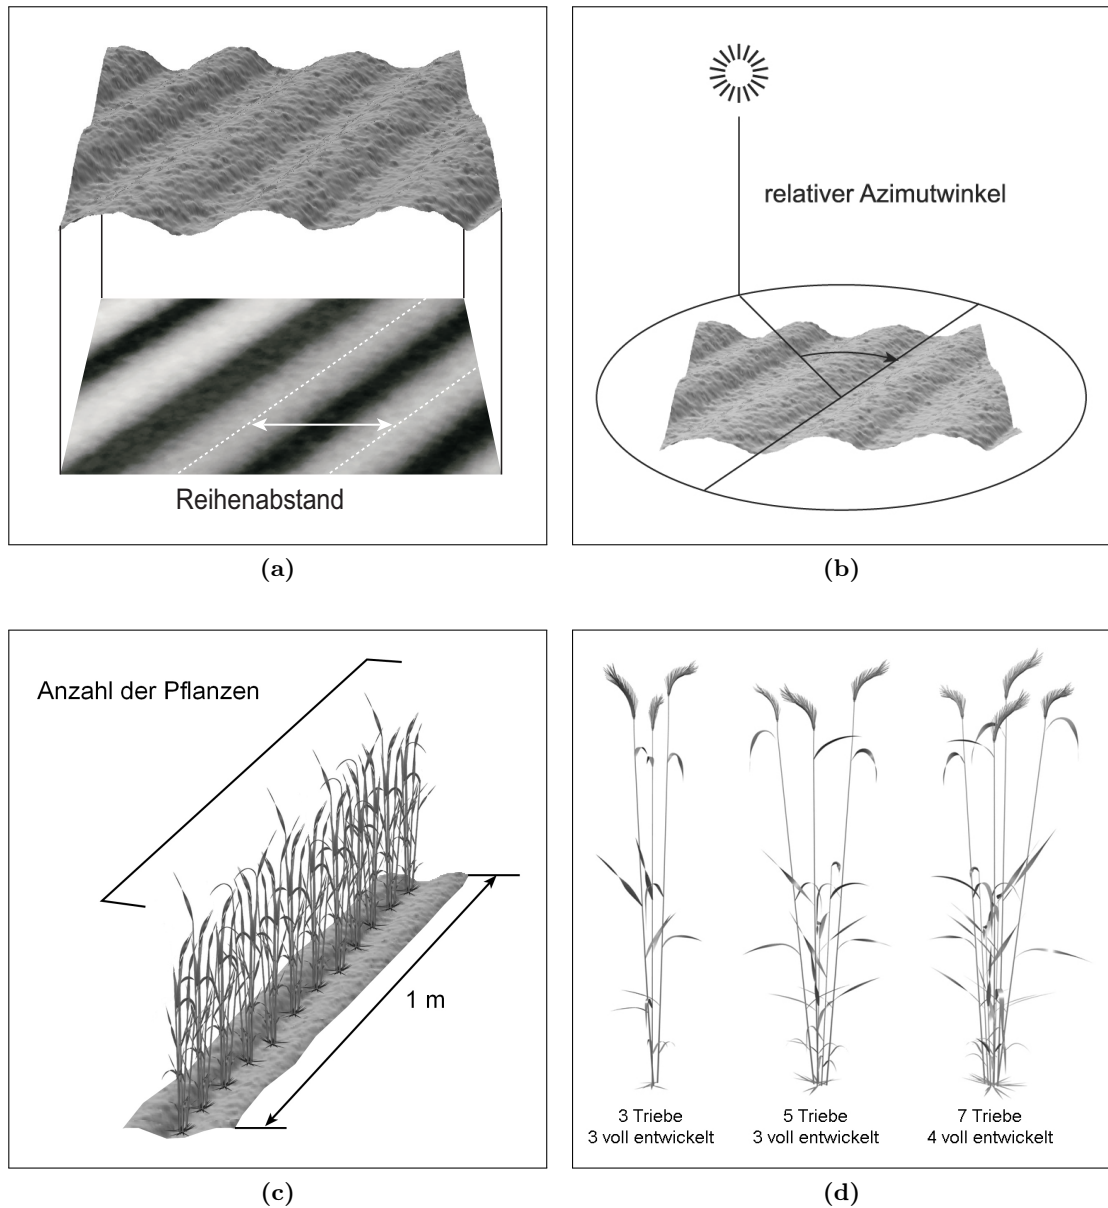 Reihenabstand
(a)
relativer Azimutwinkel
(b)
Anzahl der Pflanzen
1 m
(c)
3 Triebe
3 voll entwickelt
5 Triebe
3 voll entwickelt
7 Triebe
4 voll entwickelt
(d)